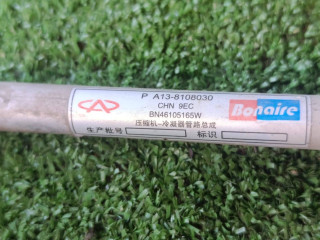 P A13-8108030
CHN 9EC
Bonaire
BN46105165W
压缩机-冷凝器管路总成
生产批号
标识